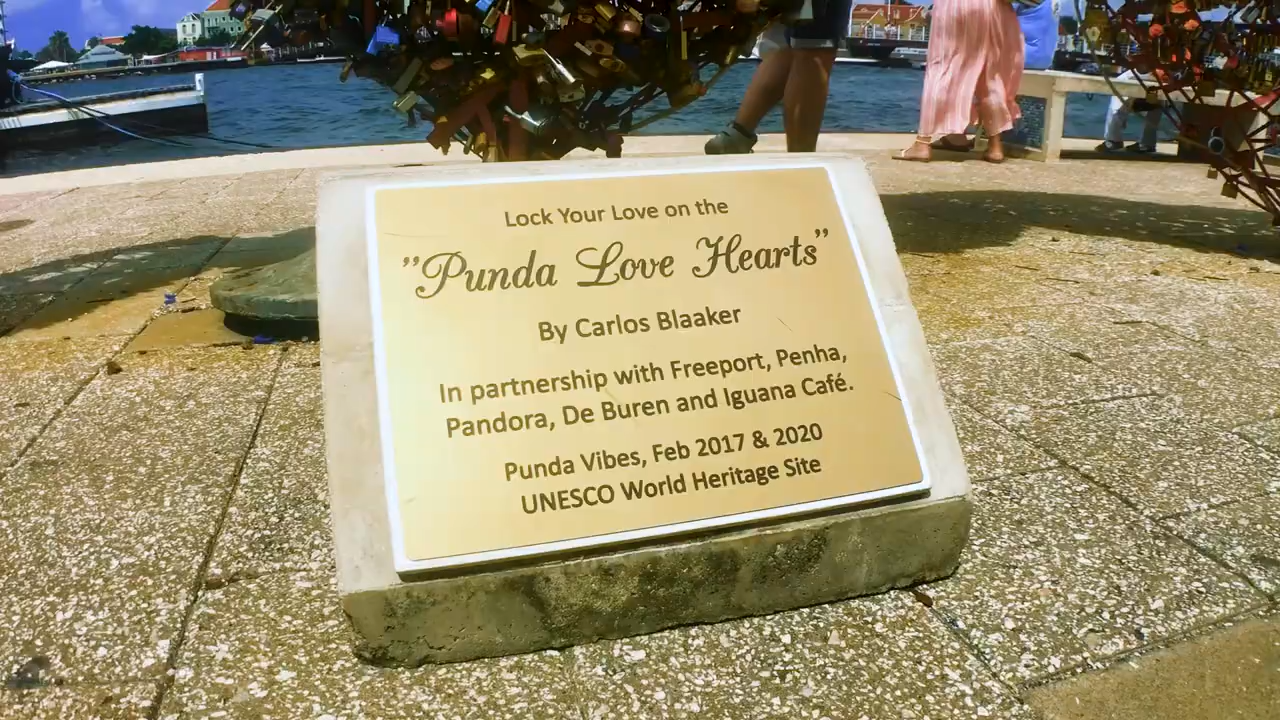 Lock Your Love on the
"Punda Love Hearts"
By Carlos Blaaker
In partnership with Freeport, Penha,
Pandora, De Buren and Iguana Café.
Punda Vibes, Feb 2017 & 2020
UNESCO World Heritage Site